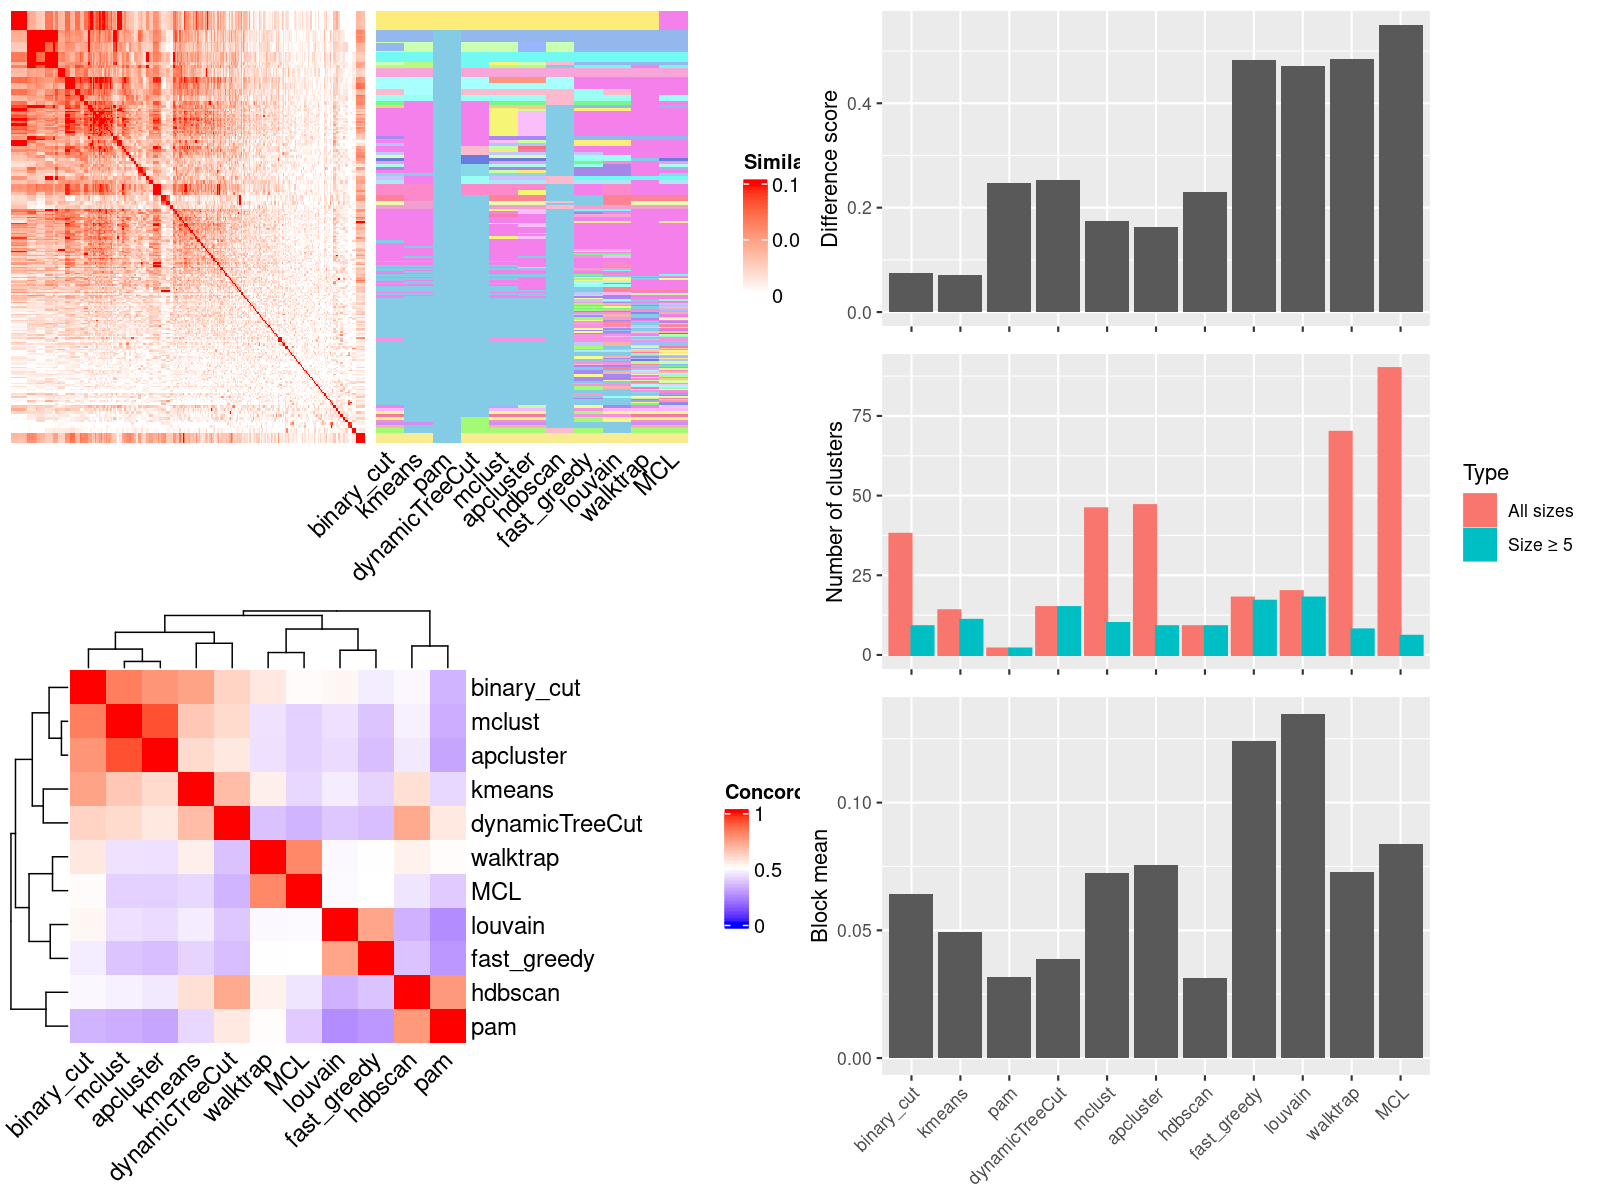 Simila
0.1
0.0
0
binary_cut
kmeans
pam
dynamicTreeCut
mclust
apcluster
hdbscan
fast_greedy
louvain
walktrap
MCL
binary_cut
mclust
apcluster
kmeans
dynamicTreeCut
walktrap
MCL
louvain
fast_greedy
hdbscan
pam
Concord
1
0.5
0
binary_cut
mclust
apcluster
kmeans
dynamicTreeCut
walktrap
MCL
louvain
fast_greedy
hdbscan
pam
Difference score
0.4
0.2
0.0
Number of clusters
75
50
25
0
Type
All sizes
Size ≥ 5
Block mean
0.10
0.05
0.00
binary_cut
kmeans
pam
dynamicTreeCut
mclust
apcluster
hdbscan
fast_greedy
louvain
walktrap
MCL